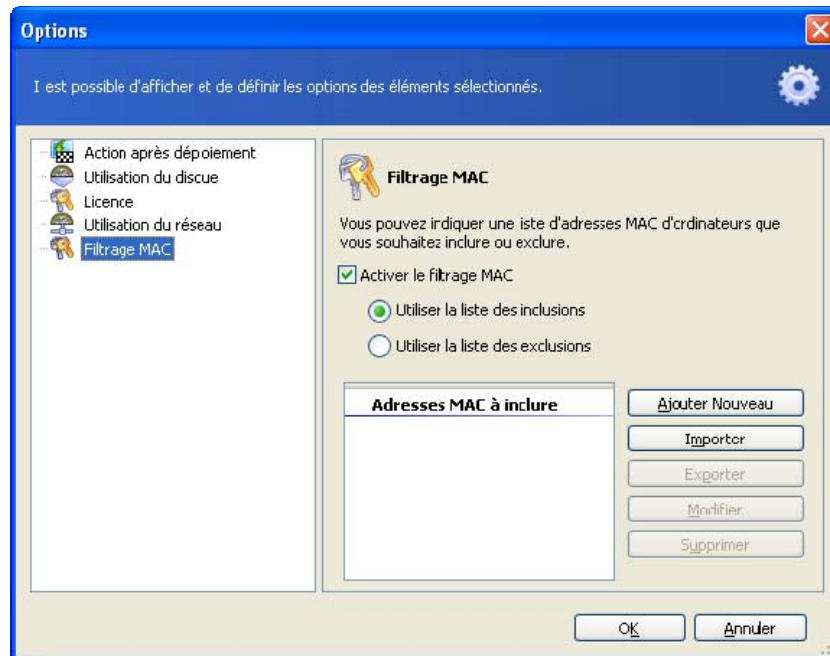 Options
I est possible d'afficher et de définir les options des éléments sélectionnés.
Action après dépoiement
Utilisation du discue
Licence
Utilisation du réseau
Filtrage MAC
Filtrage MAC
Vous pouvez irdiquer une iste d'adresses MAC d'crdinateurs que
vous souhaitez inclure ou exclure.
Activer le filtrage MAC
Utiliser la liste des inclusions
Utiliser la liste des exclusions
Adresses MAC à inclure
Ajouter Nouveau
Importer
Exporter
Modifier
Supprimer
OK
Annuler